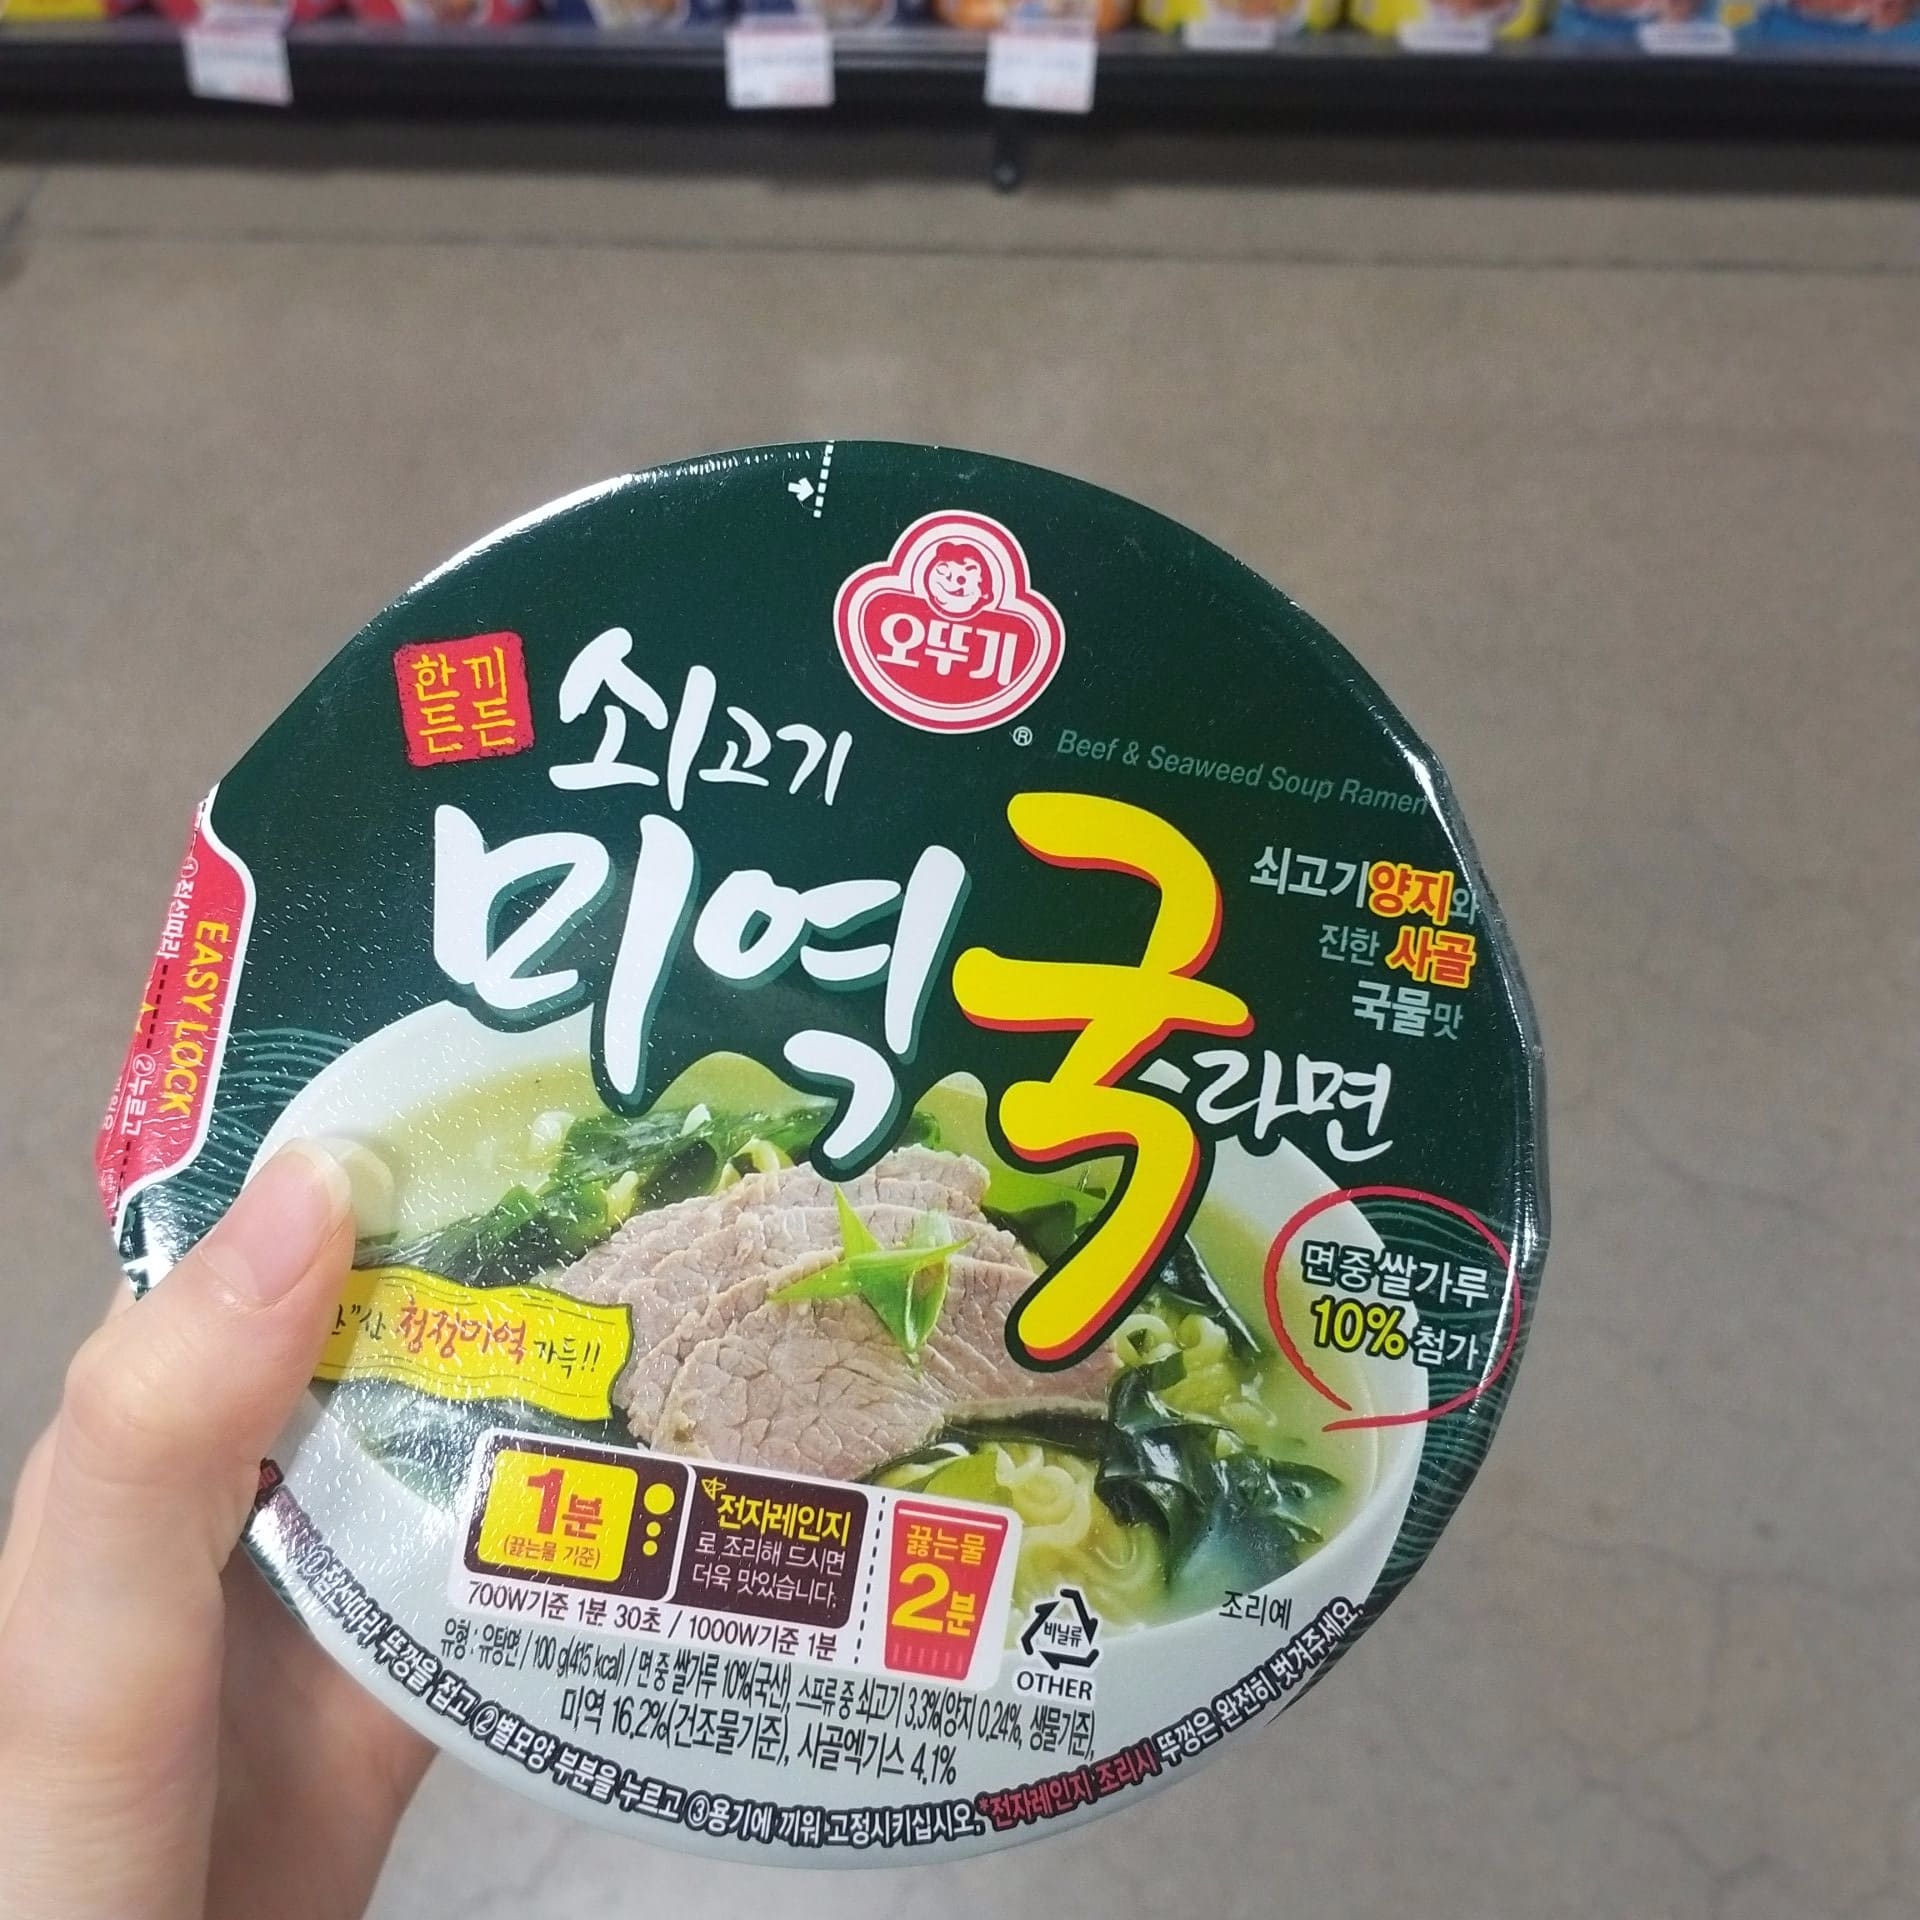 오뚜기
®
Beef & Seaweed Soup Ramen
한끼
든든
쇠고기
미역국
라면
쇠고기양지와
진한 사골
국물맛
EASY LOCK
②누르고
면중쌀가루
10% 첨가
산 청정미역 가득!!
1분
(끓는물 기준)
전자레인지
로 조리해 드시면
더욱 맛있습니다.
700W기준 1분 30초 / 1000W기준 1분
끓는물
2분
비닐류
OTHER
조리예
유형 : 유탕면 / 100 g(415 kcal) / 면 중 쌀가루 10%(국산), 스프류 중 쇠고기 3.3%(양지 0.24%, 생물기준),
미역 16.2%(건조물기준), 사골엑기스 4.1%
①점선따라 뚜껑을 접고 ②별모양 부분을 누르고 ③용기에 끼워 고정시키십시오. *전자레인지 조리시 뚜껑은 완전히 벗겨주세요.